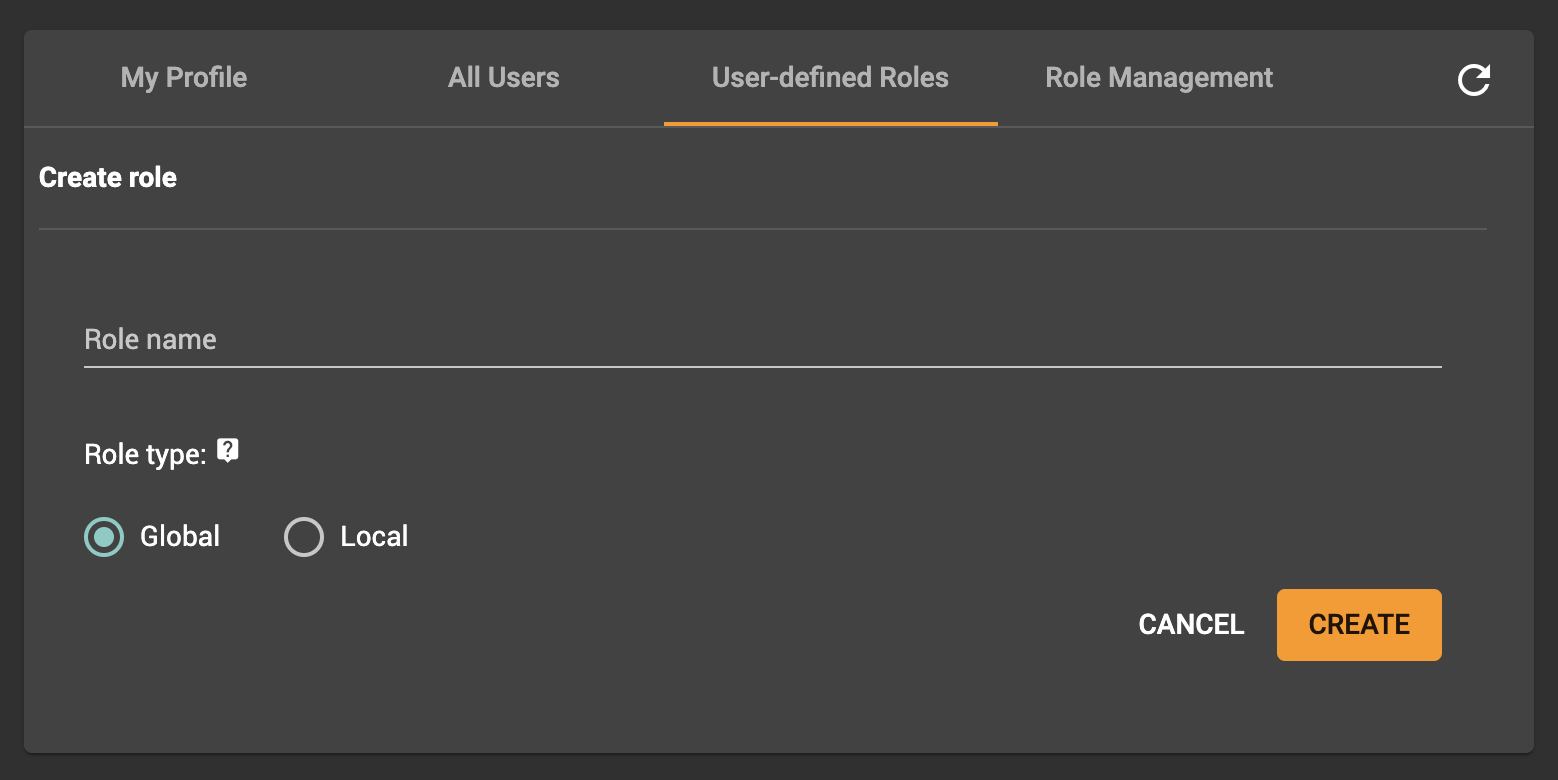 My Profile All Users User-defined Roles Role Management
Create role
Role name
Role type: ?
Global Local
CANCEL CREATE